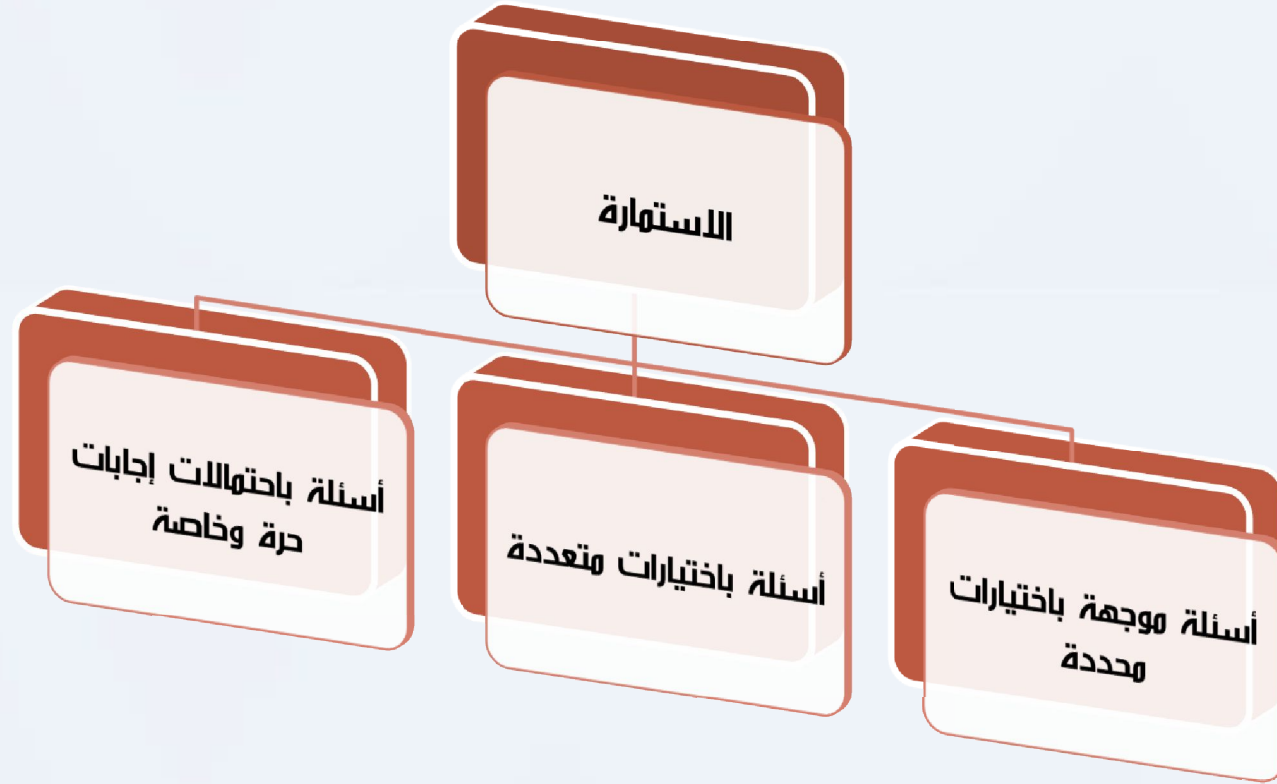 الاستمارة
أسئلة موجهة باختيارات
محددة
أسئلة باختيارات متعددة
أسئلة باحتمالات إجابات
حرة وخاصة